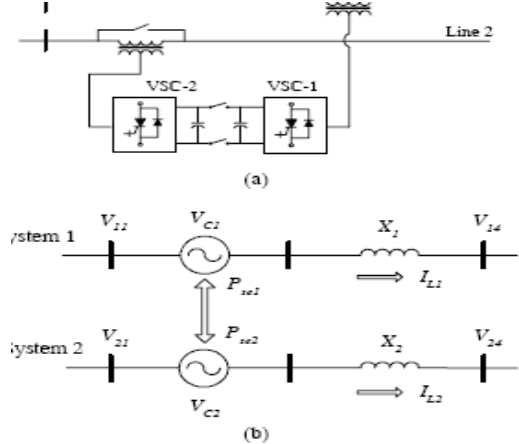 Line 2
VSC-2
VSC-1
(a)
V11
VC1
X1
V14
ystem 1
Pse1
IL1
Pse2
System 2
V21
X2
V24
VC2
IL2
(b)